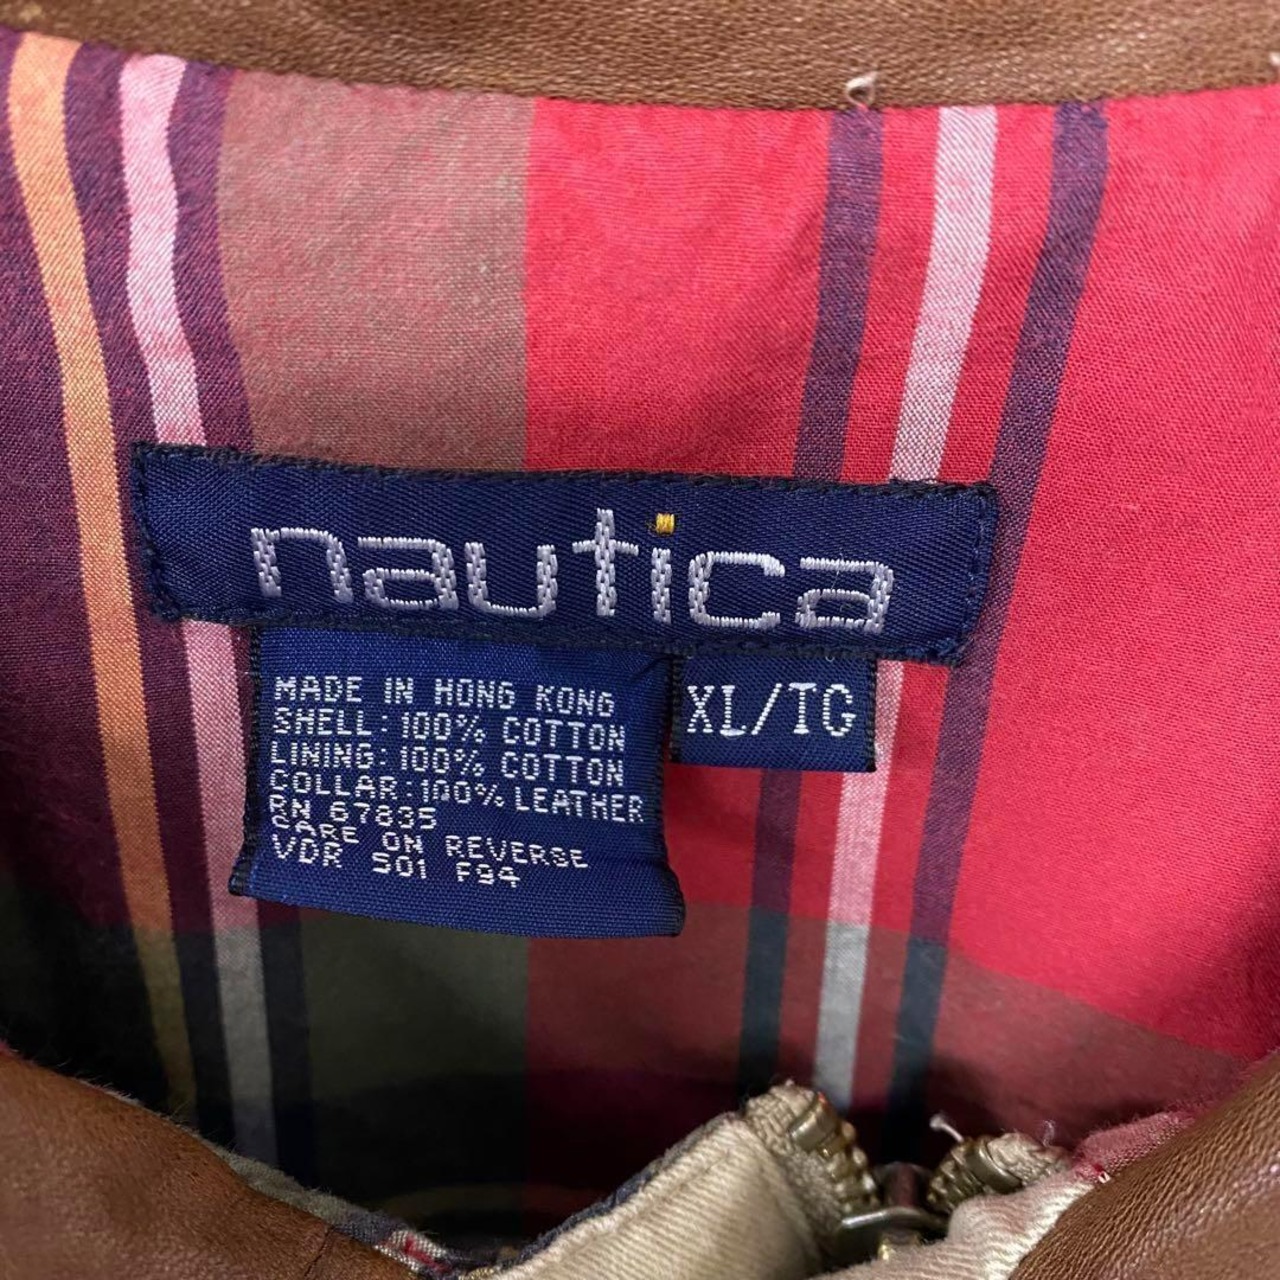 nautica
MADE IN HONG KONG
SHELL: 100% COTTON
LINING: 100% COTTON
COLLAR: 100% LEATHER
RN 67835
CARE ON REVERSE
VDR 501 F94
XL/TG